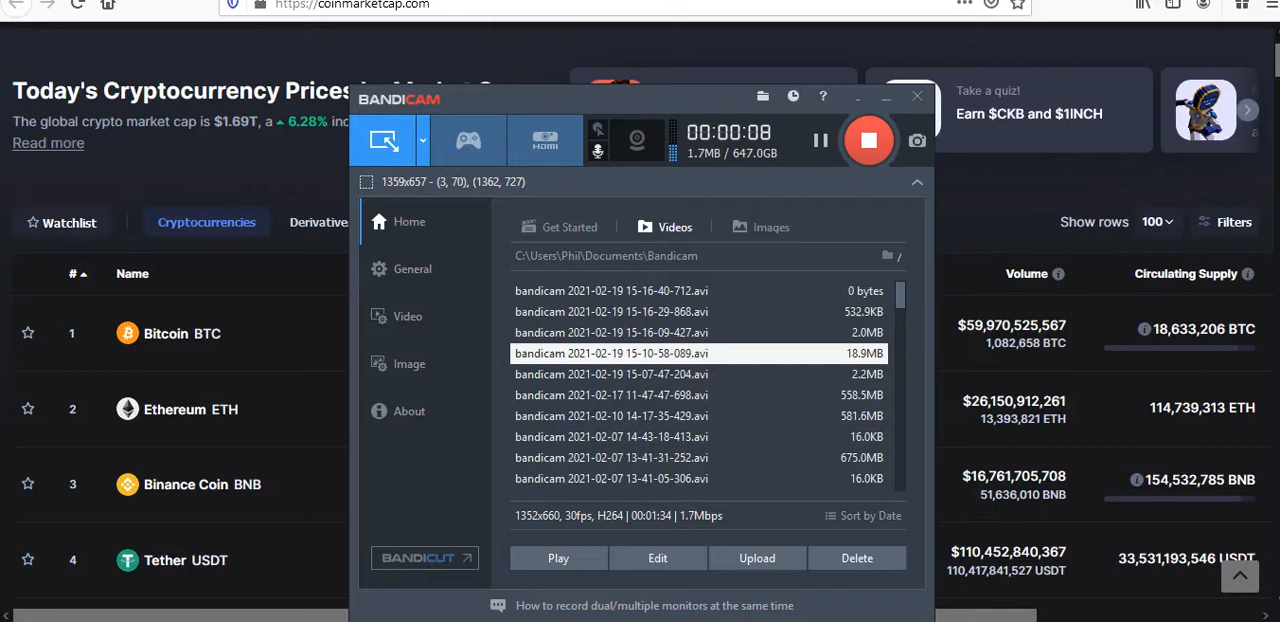 https://coinmarketcap.com
Today's Cryptocurrency Prices
The global crypto market cap is $1.69T, a 6.28%
Read more
Take a quiz!
Earn $CKB and $1INCH
BANDICAM
?
HDMI
00:00:08
1.7MB / 647.0GB
1359x657 - (3, 70), (1362, 727)
Watchlist
Cryptocurrencies
Show rows 100
Filters
Home
General
Video
Image
About
BANDICUT
Get Started
Videos
Images
C:\Users\Phil\Documents\Bandicam
bandicam 2021-02-19 15-16-40-712.avi 0 bytes
bandicam 2021-02-19 15-16-29-868.avi 532.9KB
bandicam 2021-02-19 15-16-09-427.avi 2.0MB
bandicam 2021-02-19 15-10-58-089.avi 18.9MB
bandicam 2021-02-19 15-07-47-204.avi 2.2MB
bandicam 2021-02-17 11-47-47-698.avi 558.5MB
bandicam 2021-02-10 14-17-35-429.avi 581.6MB
bandicam 2021-02-07 14-43-18-413.avi 16.0KB
bandicam 2021-02-07 13-41-31-252.avi 675.0MB
bandicam 2021-02-07 13-41-05-306.avi 16.0KB
1352x660, 30fps, H264 | 00:01:34 | 1.7Mbps
Sort by Date
Play
Edit
Upload
Delete
How to record dual/multiple monitors at the same time
# Name
Volume
Circulating Supply
1 Bitcoin BTC
$59,970,525,567
1,082,658 BTC
18,633,206 BTC
2 Ethereum ETH
$26,150,912,261
13,393,821 ETH
114,739,313 ETH
3 Binance Coin BNB
$16,761,705,708
51,636,010 BNB
154,532,785 BNB
4 Tether USDT
$110,452,840,367
110,417,841,527 USDT
33,531,193,546 USDT